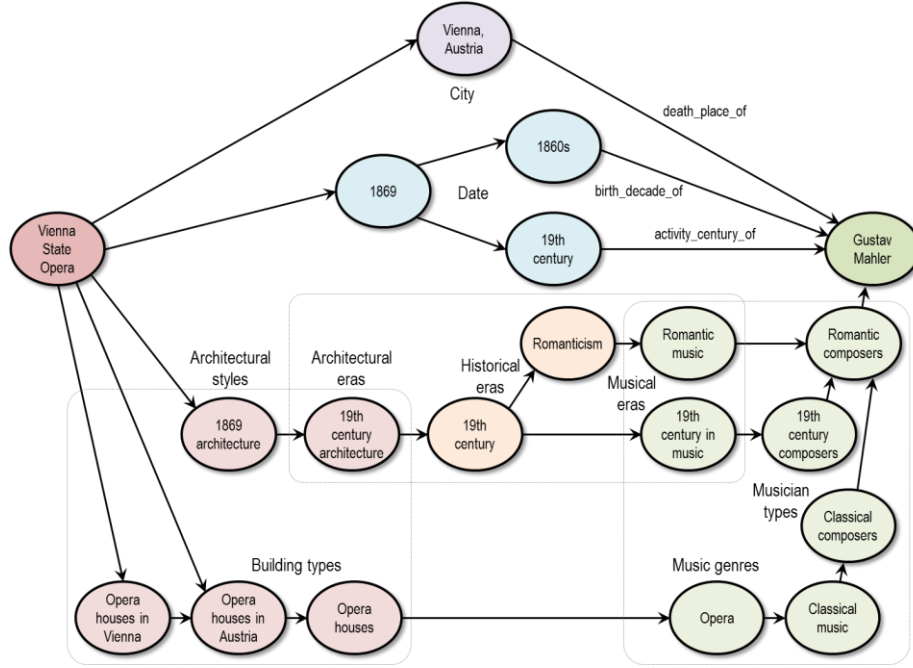 Vienna,
Austria
City
death_place_of
1860s
1869
Date
birth_decade_of
Vienna
State
Opera
19th
century
activity_century_of
Gustav
Mahler
Architectural
styles
Architectural
eras
Historical
eras
Romanticism
Romantic
music
Musical
eras
Romantic
composers
1869
architecture
19th
century
architecture
19th
century
19th
century in
music
19th
century
composers
Musician
types
Classical
composers
Building types
Music genres
Opera
houses in
Vienna
Opera
houses in
Austria
Opera
houses
Opera
Classical
music